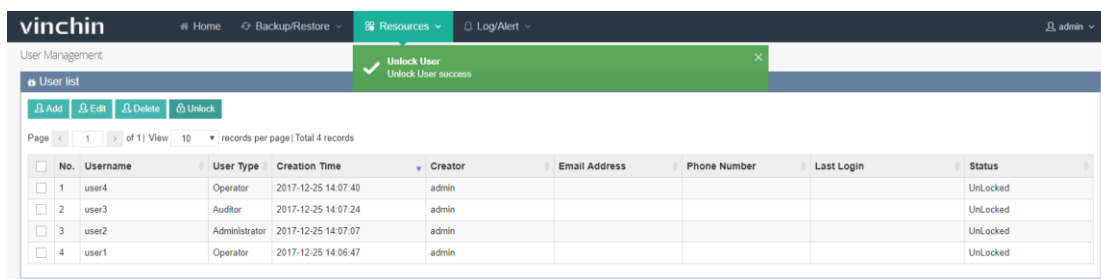 vinchin Home Backup/Restore Resources Log/Alert admin
User Management
Unlock User
Unlock User success
User list
Add Edit Delete Unlock
Page 1 of 1| View 10 records per page| Total 4 records
No. Username User Type Creation Time Creator Email Address Phone Number Last Login Status
1 user4 Operator 2017-12-25 14:07:40 admin UnLocked
2 user3 Auditor 2017-12-25 14:07:24 admin UnLocked
3 user2 Administrator 2017-12-25 14:07:07 admin UnLocked
4 user1 Operator 2017-12-25 14:06:47 admin UnLocked